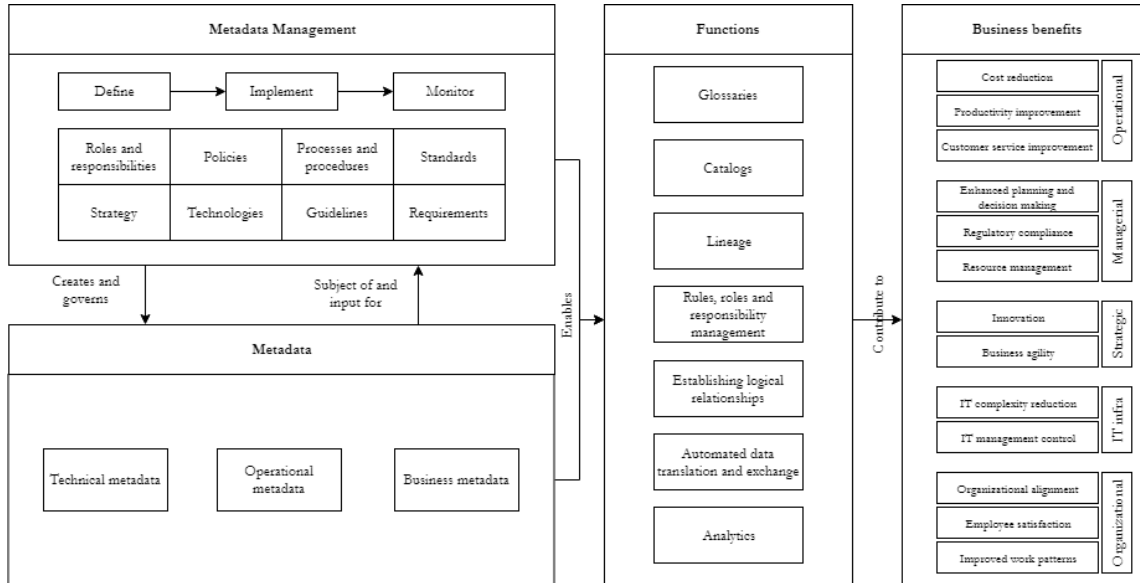 Metadata Management
Define
Implement
Monitor
Roles and
responsibilities
Policies
Processes and
procedures
Standards
Strategy
Technologies
Guidelines
Requirements
Creates and
governs
Subject of and
input for
Metadata
Technical metadata
Operational
metadata
Business metadata
Enables
Functions
Glossaries
Catalogs
Lineage
Rules, roles and
responsibility
management
Establishing logical
relationships
Automated data
translation and exchange
Analytics
Contribute to
Business benefits
Cost reduction
Productivity improvement
Customer service improvement
Operational
Enhanced planning and
decision making
Regulatory compliance
Resource management
Managerial
Innovation
Business agility
Strategic
IT complexity reduction
IT management control
IT infra
Organizational alignment
Employee satisfaction
Improved work patterns
Organizational